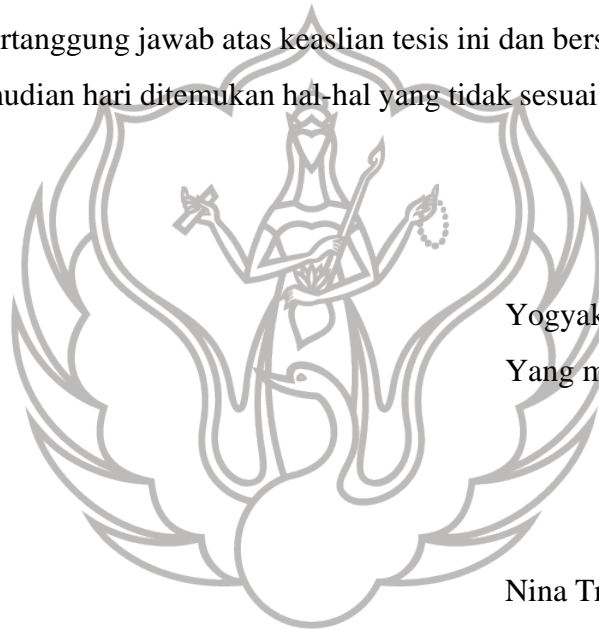 rtanggung jawab atas keaslian tesis ini dan bers
udian hari ditemukan hal-hal yang tidak sesuai
Yogyak
Yang m
Nina Tr